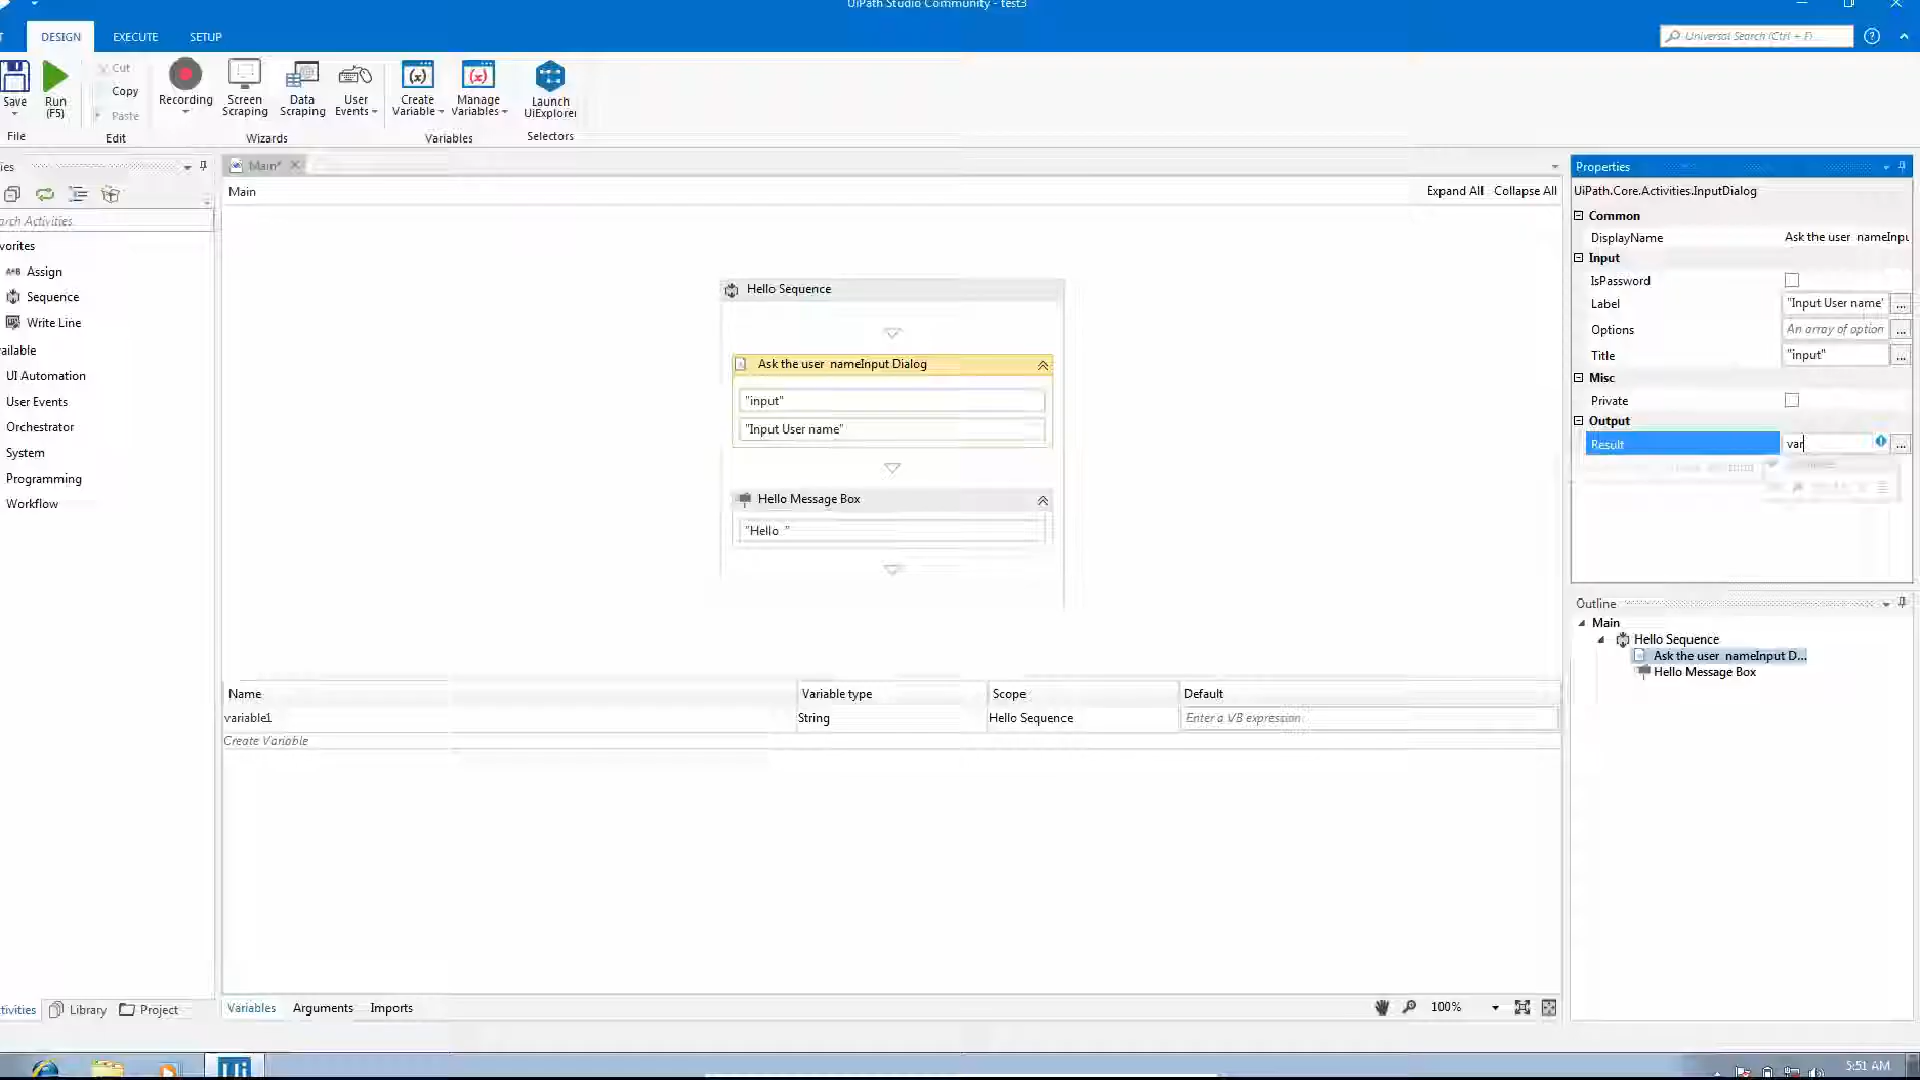 UiPath Studio Community - test3
DESIGN
EXECUTE
SETUP
Universal Search (Ctrl + F)
Save
Run
(F5)
Cut
Copy
Paste
Recording
Screen
Scraping
Data
Scraping
User
Events
Create
Variable
Manage
Variables
Launch
UiExplorer
File
Edit
Wizards
Variables
Selectors
ies
arch Activities
vorites
Assign
Sequence
Write Line
ailable
UI Automation
User Events
Orchestrator
System
Programming
Workflow
tivities
Library
Project
Main*
Main
Expand All
Collapse All
Hello Sequence
Ask the user nameInput Dialog
"input"
"Input User name"
Hello Message Box
"Hello "
Name
Variable type
Scope
Default
variable1
String
Hello Sequence
Enter a VB expression
Create Variable
Variables
Arguments
Imports
100%
Properties
UiPath.Core.Activities.InputDialog
Common
DisplayName
Ask the user nameInpu
Input
IsPassword
Label
"Input User name"
...
Options
An array of option
...
Title
"input"
...
Misc
Private
Output
Result
var
...
Outline
Main
Hello Sequence
Ask the user nameInput D...
Hello Message Box
Ui
5:51 AM